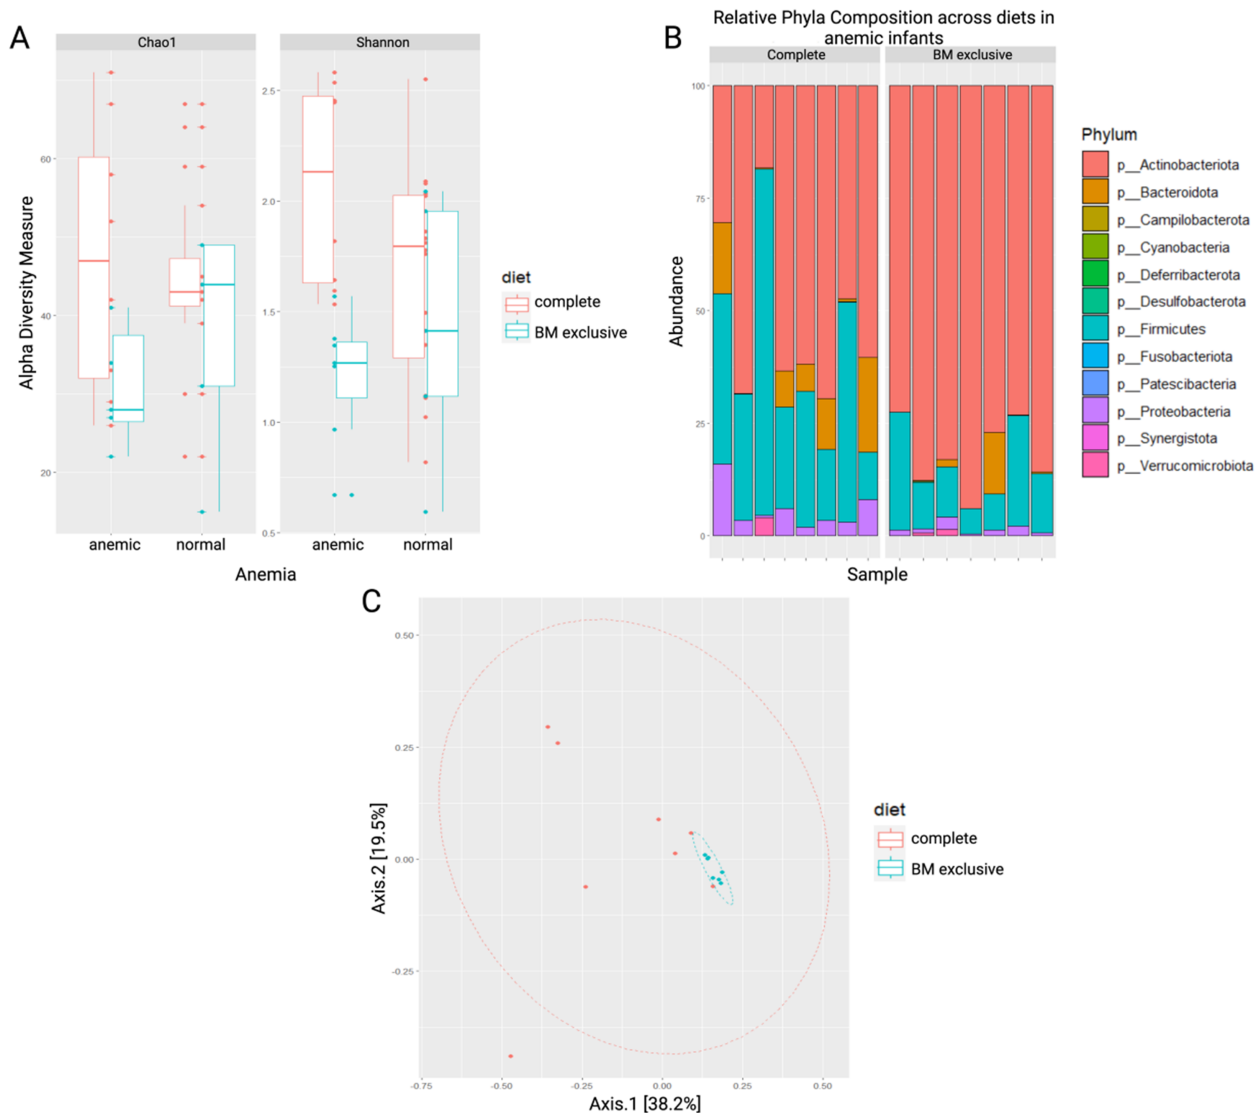 A
Chao1
Shannon
Alpha Diversity Measure
60
40
20
2.5
2.0
1.5
1.0
0.5
anemic
normal
anemic
normal
Anemia
diet
complete
BM exclusive
B
Relative Phyla Composition across diets in
anemic infants
Complete
BM exclusive
Abundance
100
75
50
25
0
Sample
Phylum
p__Actinobacteriota
p__Bacteroidota
p__Campilobacterota
p__Cyanobacteria
p__Deferribacterota
p__Desulfobacterota
p__Firmicutes
p__Fusobacteriota
p__Patescibacteria
p__Proteobacteria
p__Synergistota
p__Verrucomicrobiota
C
Axis.2 [19.5%]
0.50
0.25
0.00
-0.25
-0.75
-0.50
-0.25
0.00
0.25
0.50
Axis.1 [38.2%]
diet
complete
BM exclusive